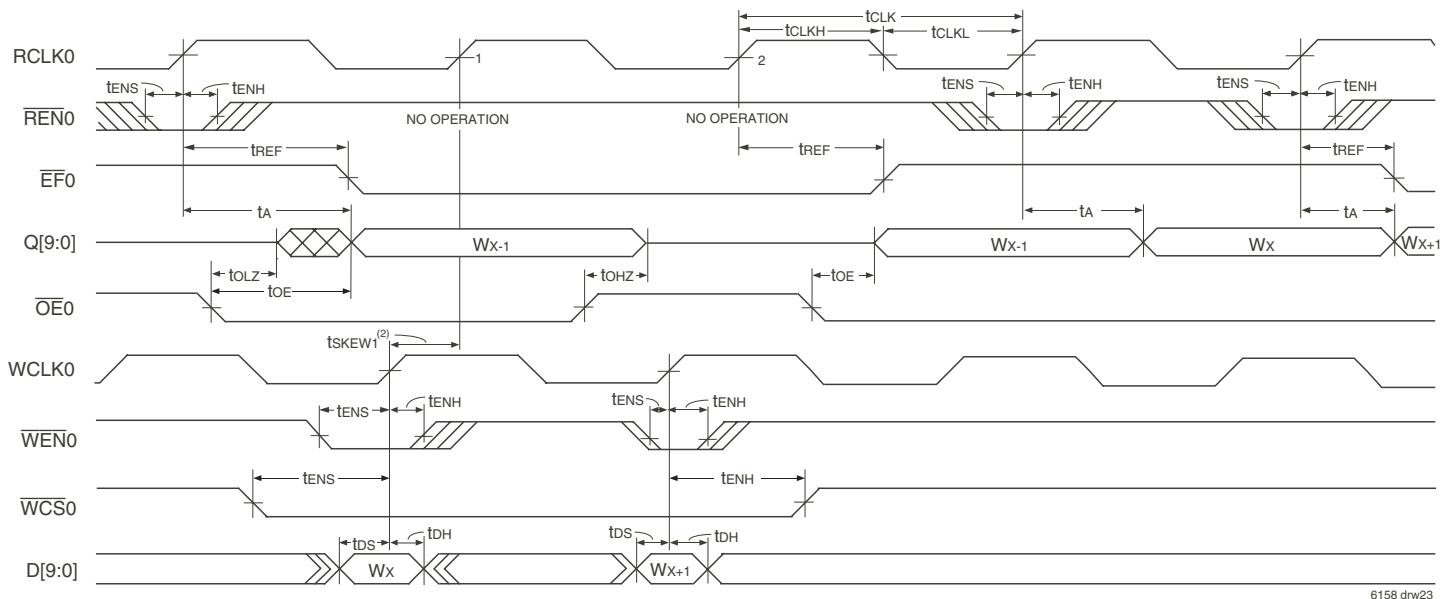 tCLK
tCLKH tCLKL
RCLK0 1 2
tENS tENH tENS tENH tENS tENH
REN0 NO OPERATION NO OPERATION
tREF tREF tREF
EF0
tA tA tA
Q[9:0] WX-1 WX-1 WX WX+1
tOLZ tOHZ tOE
tOE
OE0
tSKEW1(2)
WCLK0
tENS tENH tENS tENH
WEN0
tENS tENH
WCS0
tDS tDH tDS tDH
D[9:0] WX WX+1
6158 drw23